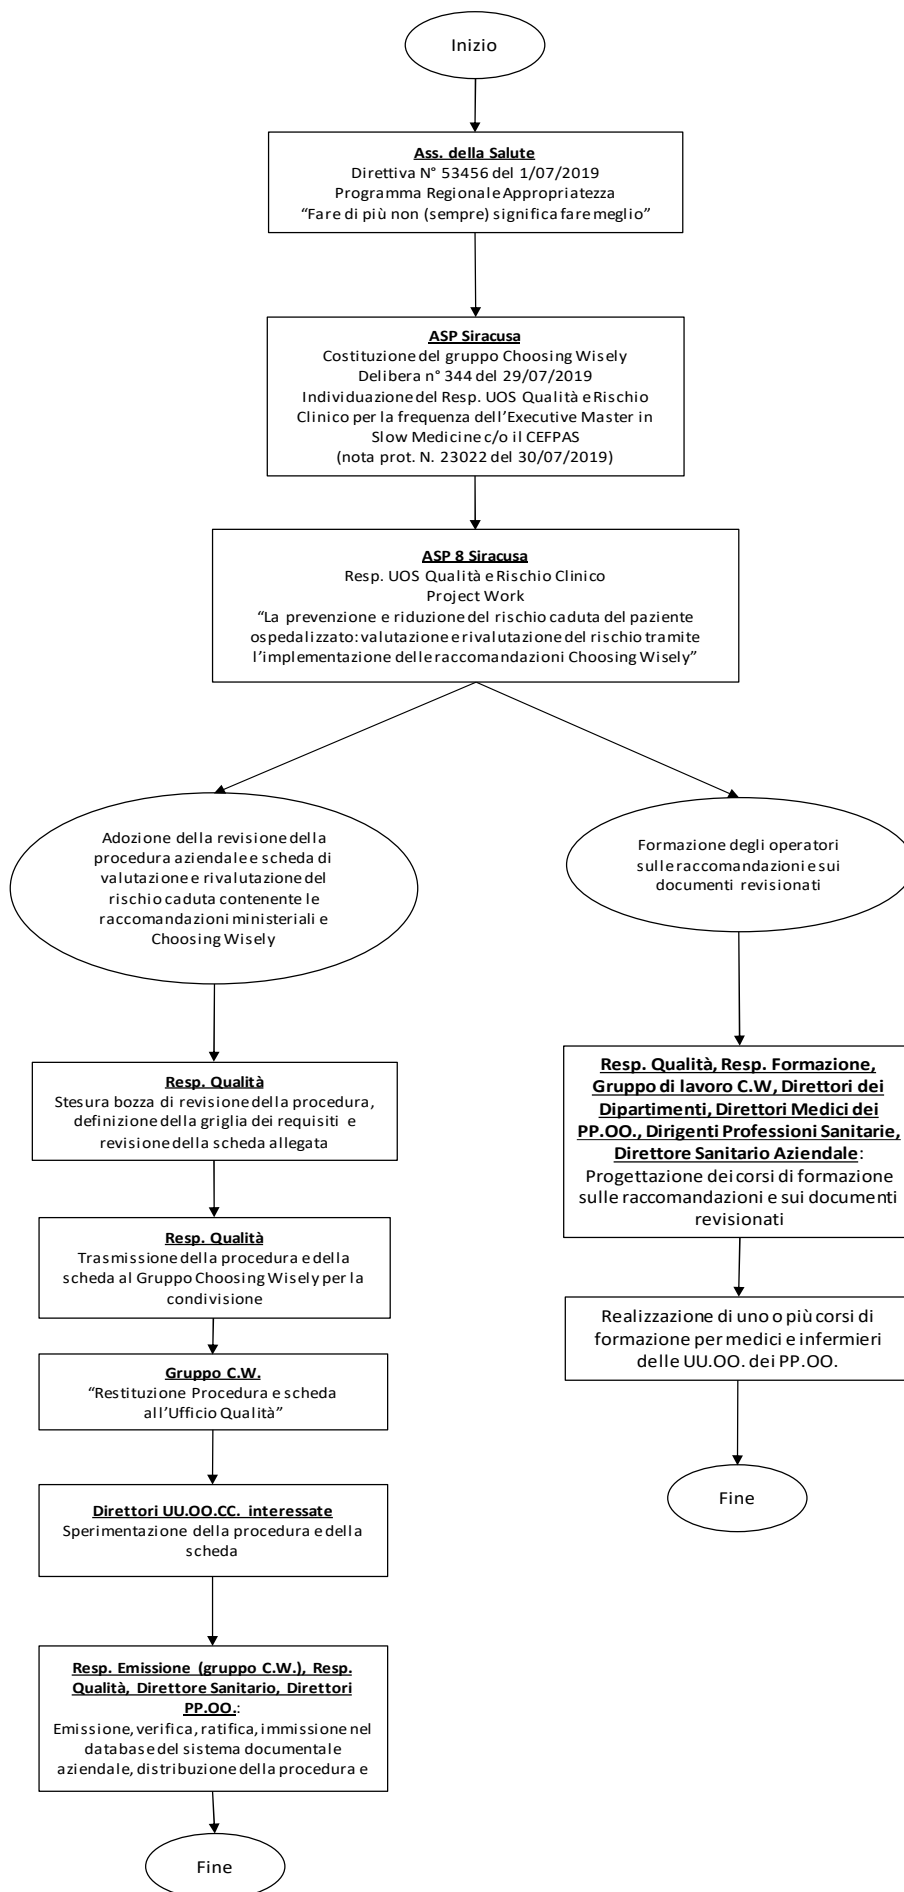 Inizio
Ass. della Salute
Direttiva N° 53456 del 1/07/2019
Programma Regionale Appropriatezza
“Fare di più non (sempre) significa fare meglio”
ASP Siracusa
Costituzione del gruppo Choosing Wisely
Delibera n° 344 del 29/07/2019
Individuazione del Resp. UOS Qualità e Rischio
Clinico per la frequenza dell’Executive Master in
Slow Medicine c/o il CEFPAS
(nota prot. N. 23022 del 30/07/2019)
ASP 8 Siracusa
Resp. UOS Qualità e Rischio Clinico
Project Work
“La prevenzione e riduzione del rischio caduta del paziente
ospedalizzato: valutazione e rivalutazione del rischio tramite
l’implementazione delle raccomandazioni Choosing Wisely”
Adozione della revisione della
procedura aziendale e scheda di
valutazione e rivalutazione del
rischio caduta contenente le
raccomandazioni ministeriali e
Choosing Wisely
Resp. Qualità
Stesura bozza di revisione della procedura,
definizione della griglia dei requisiti e
revisione della scheda allegata
Resp. Qualità
Trasmissione della procedura e della
scheda al Gruppo Choosing Wisely per la
condivisione
Gruppo C.W.
“Restituzione Procedura e scheda
all’Ufficio Qualità”
Direttori UU.OO.CC. interessate
Sperimentazione della procedura e della
scheda
Resp. Emissione (gruppo C.W.), Resp.
Qualità, Direttore Sanitario, Direttori
PP.OO.:
Emissione, verifica, ratifica, immissione nel
database del sistema documentale
aziendale, distribuzione della procedura e
Fine
Formazione degli operatori
sulle raccomandazioni e sui
documenti revisionati
Resp. Qualità, Resp. Formazione,
Gruppo di lavoro C.W, Direttori dei
Dipartimenti, Direttori Medici dei
PP.OO., Dirigenti Professioni Sanitarie,
Direttore Sanitario Aziendale:
Progettazione dei corsi di formazione
sulle raccomandazioni e sui documenti
revisionati
Realizzazione di uno o più corsi di
formazione per medici e infermieri
delle UU.OO. dei PP.OO.
Fine